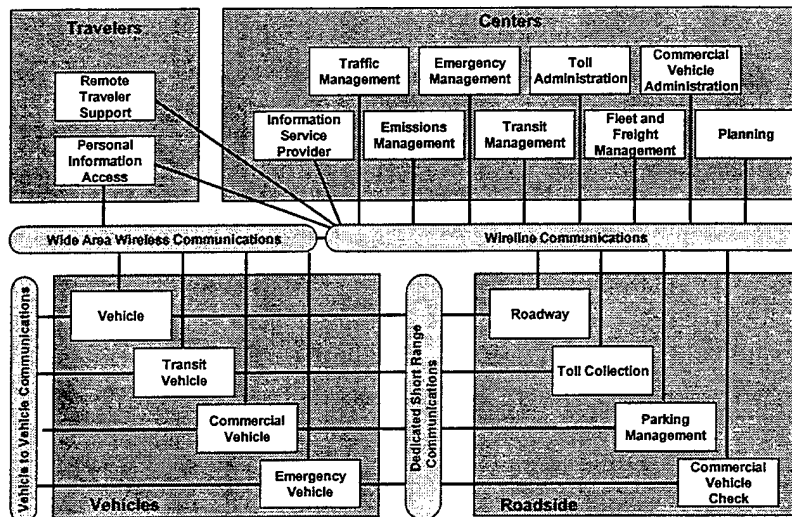 Travelers
Remote
Traveler
Support
Personal
Information
Access
Centers
Traffic
Management
Emergency
Management
Toll
Administration
Commercial
Vehicle
Administration
Information
Service
Provider
Emissions
Management
Transit
Management
Fleet and
Freight
Management
Planning
Wide Area Wireless Communications
Wireline Communications
Vehicle to Vehicle Communications
Vehicle
Transit
Vehicle
Commercial
Vehicle
Emergency
Vehicle
Vehicles
Dedicated Short Range
Communications
Roadway
Toll Collection
Parking
Management
Commercial
Vehicle
Check
Roadside